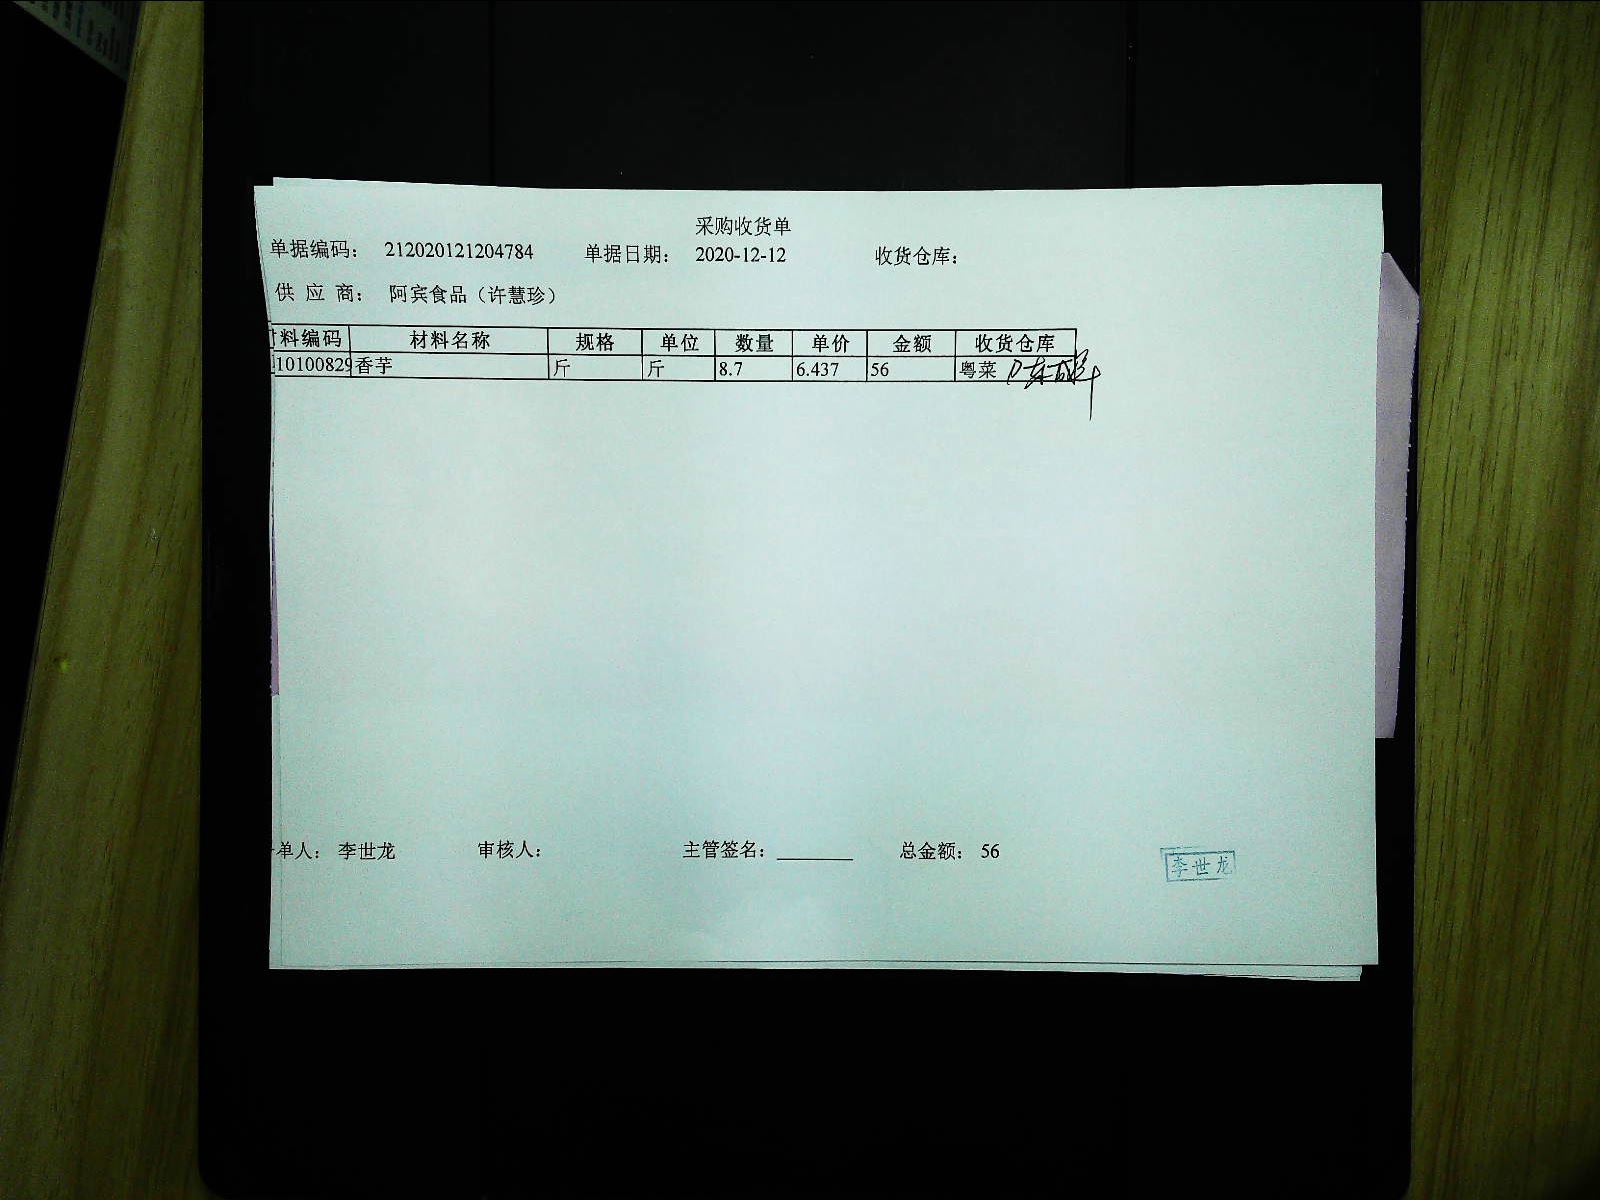 采购收货单
单据编码： 212020121204784 单据日期： 2020-12-12 收货仓库：
供 应 商： 阿宾食品（许慧珍）
料编码 材料名称 规格 单位 数量 单价 金额 收货仓库
10100829 香芋 斤 斤 8.7 6.437 56 粤菜
单人： 李世龙 审核人： 主管签名： 总金额： 56
李世龙